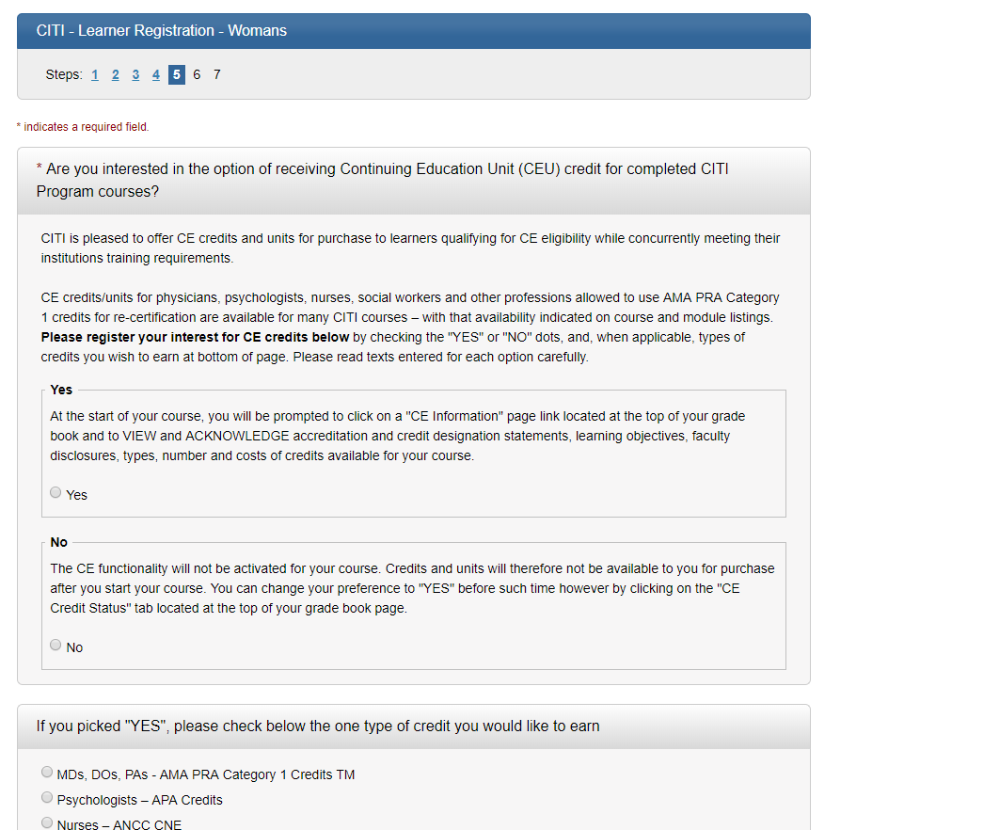 CITI - Learner Registration - Womans
Steps: 1 2 3 4 5 6 7
* indicates a required field.
* Are you interested in the option of receiving Continuing Education Unit (CEU) credit for completed CITI
Program courses?
CITI is pleased to offer CE credits and units for purchase to learners qualifying for CE eligibility while concurrently meeting their
institutions training requirements.
CE credits/units for physicians, psychologists, nurses, social workers and other professions allowed to use AMA PRA Category
1 credits for re-certification are available for many CITI courses – with that availability indicated on course and module listings.
Please register your interest for CE credits below by checking the "YES" or "NO" dots, and, when applicable, types of
credits you wish to earn at bottom of page. Please read texts entered for each option carefully.
Yes
At the start of your course, you will be prompted to click on a "CE Information" page link located at the top of your grade
book and to VIEW and ACKNOWLEDGE accreditation and credit designation statements, learning objectives, faculty
disclosures, types, number and costs of credits available for your course.
Yes
No
The CE functionality will not be activated for your course. Credits and units will therefore not be available to you for purchase
after you start your course. You can change your preference to "YES" before such time however by clicking on the "CE
Credit Status" tab located at the top of your grade book page.
No
If you picked "YES", please check below the one type of credit you would like to earn
MDs, DOs, PAs - AMA PRA Category 1 Credits TM
Psychologists – APA Credits
Nurses – ANCC CNE